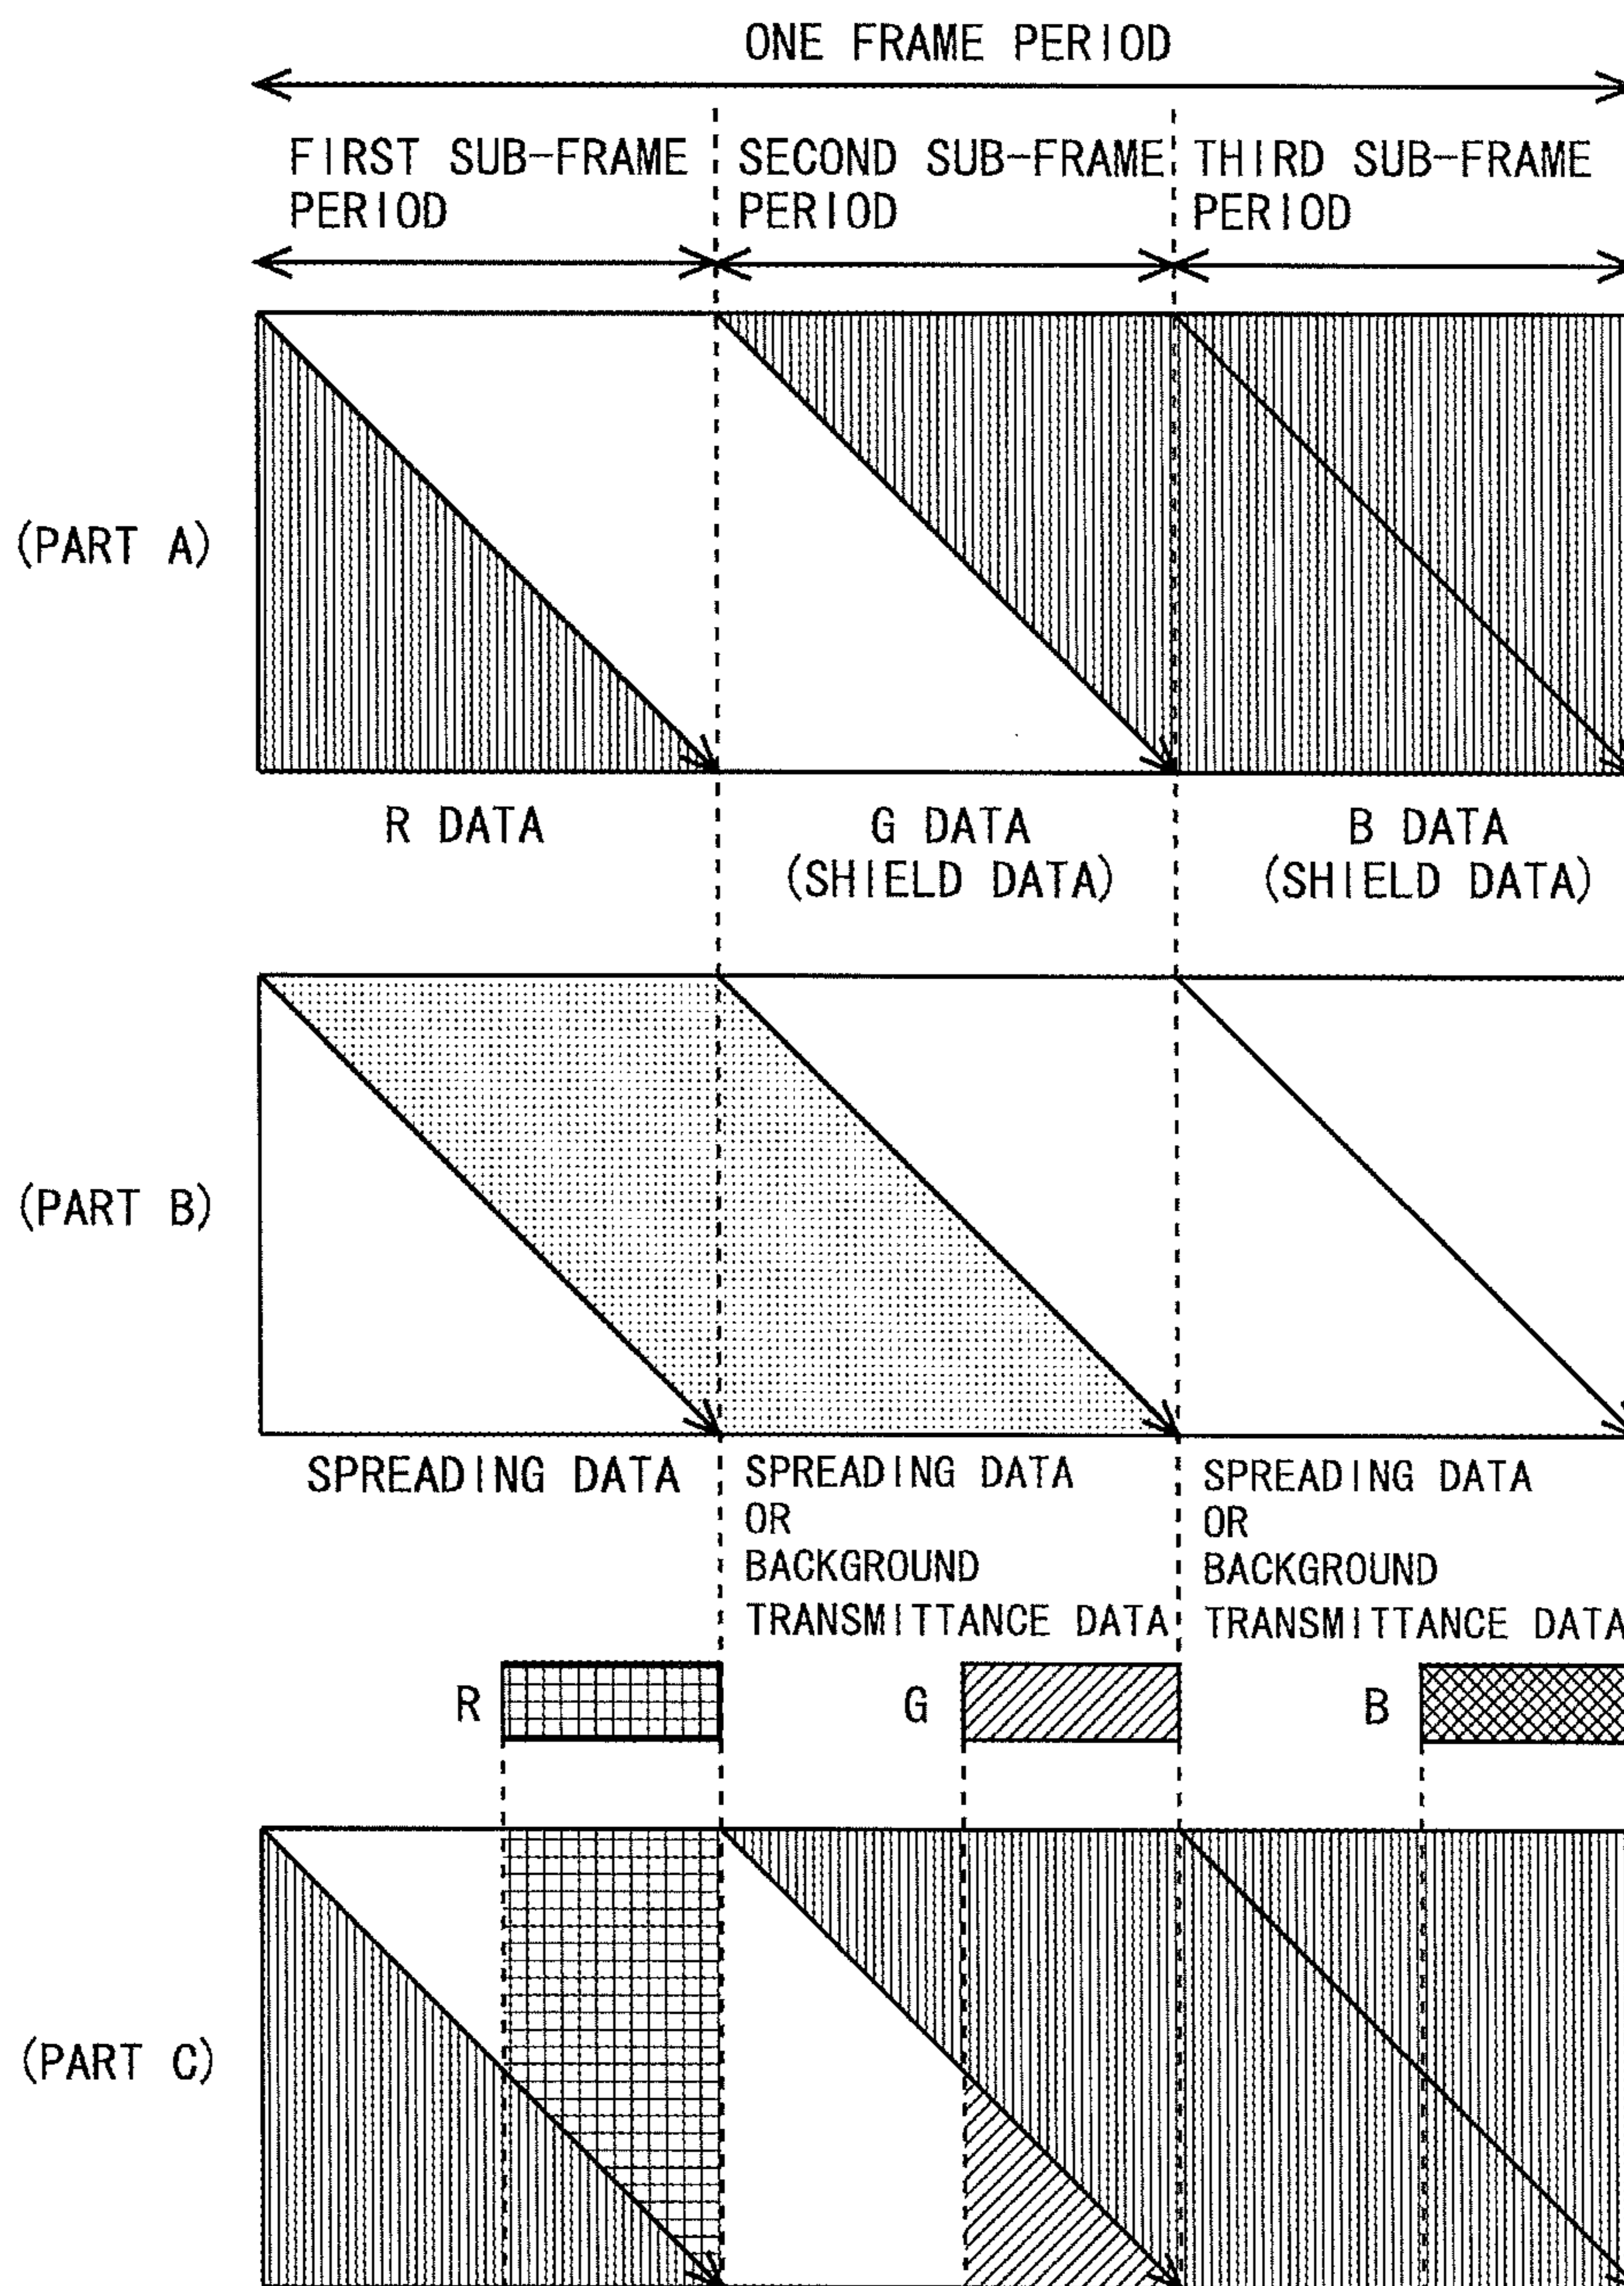 ONE FRAME PERIOD
FIRST SUB-FRAME
PERIOD
SECOND SUB-FRAME
PERIOD
THIRD SUB-FRAME
PERIOD
(PART A)
R DATA
G DATA
(SHIELD DATA)
B DATA
(SHIELD DATA)
(PART B)
SPREADING DATA
SPREADING DATA
OR
BACKGROUND
TRANSMITTANCE DATA
SPREADING DATA
OR
BACKGROUND
TRANSMITTANCE DATA
R
G
B
(PART C)